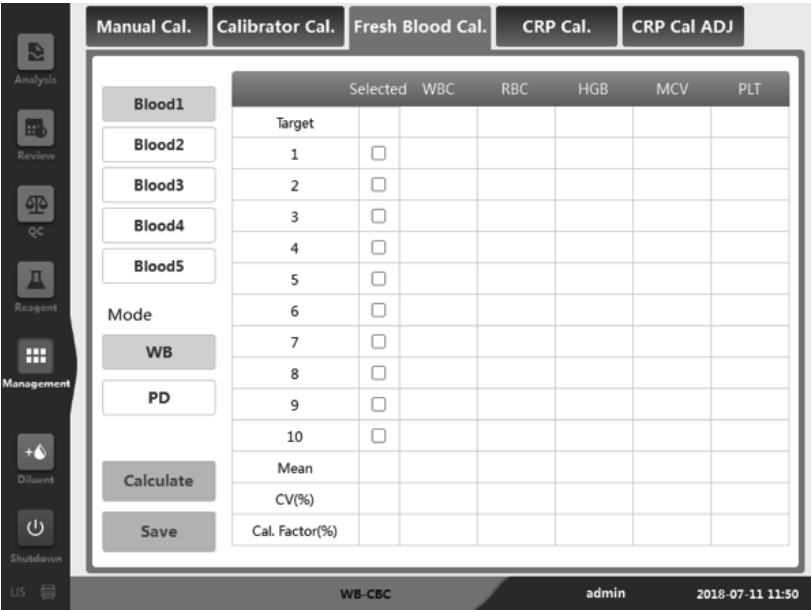 Manual Cal. Calibrator Cal. Fresh Blood Cal. CRP Cal. CRP Cal ADJ
Analysis
Review
QC
Reagent
Management
Diluent
Shutdown
LIS
Blood1
Blood2
Blood3
Blood4
Blood5
Mode
WB
PD
Calculate
Save
Selected WBC RBC HGB MCV PLT
Target
1
2
3
4
5
6
7
8
9
10
Mean
CV(%)
Cal. Factor(%)
WB-CBC admin 2018-07-11 11:50